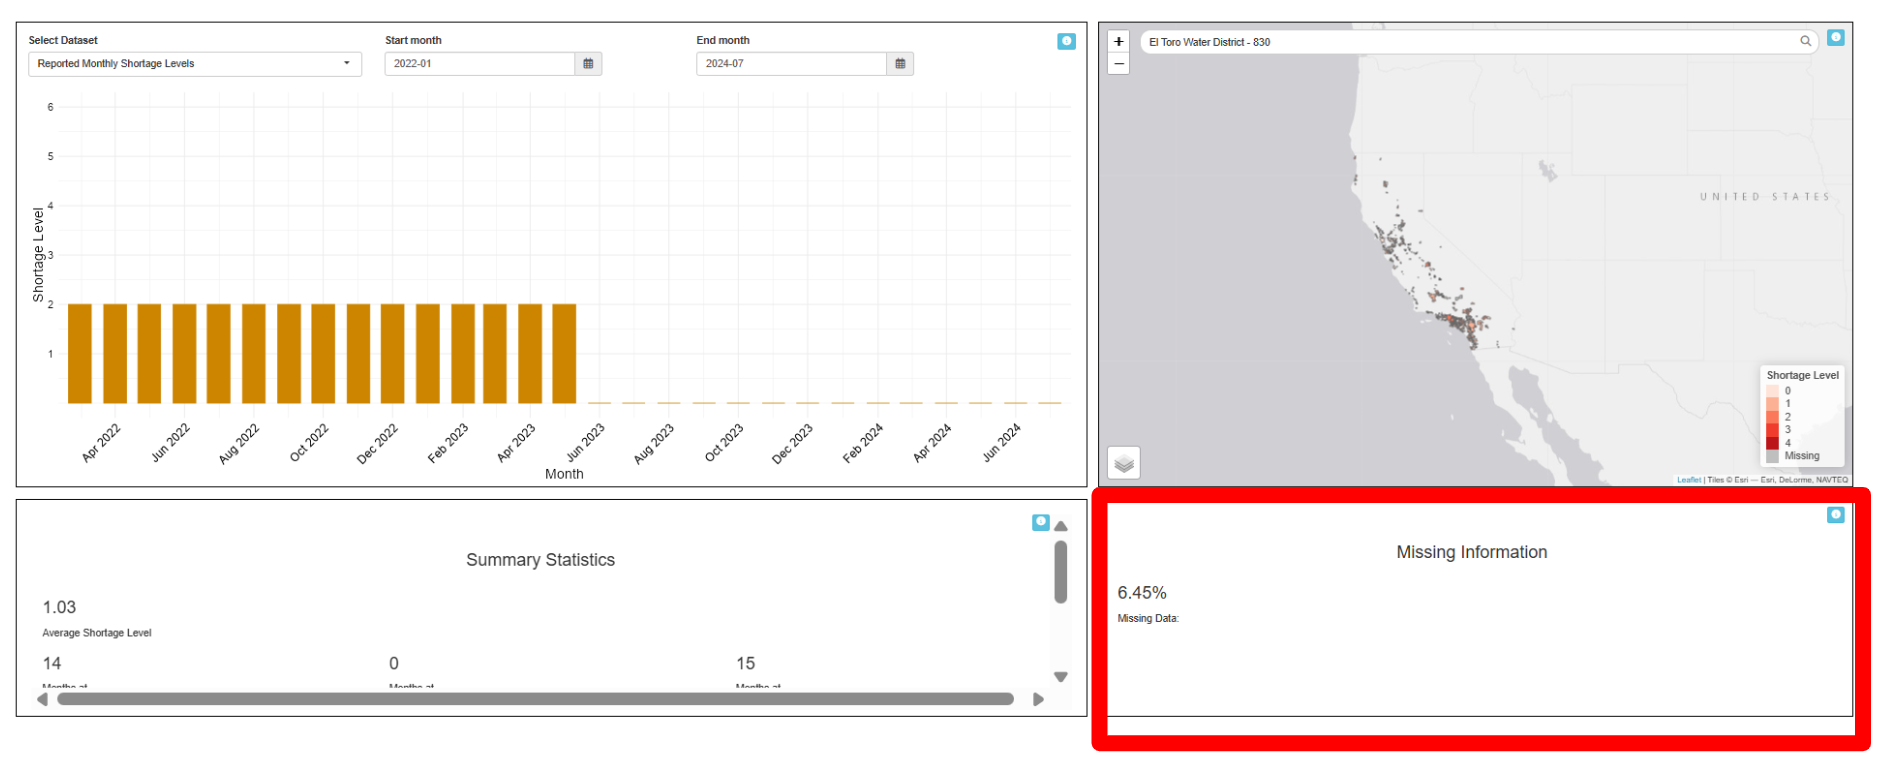 Select Dataset
Start month
End month
Reported Monthly Shortage Levels
2022-01
2024-07
6
5
4
3
2
1
Shortage Level
Apr 2022
Jun 2022
Aug 2022
Oct 2022
Dec 2022
Feb 2023
Apr 2023
Jun 2023
Aug 2023
Oct 2023
Dec 2023
Feb 2024
Apr 2024
Jun 2024
Month
+
−
El Toro Water District - 830
UNITED STATES
Shortage Level
0
1
2
3
4
Missing
Leaflet | Tiles © Esri — Esri, DeLorme, NAVTEQ
Summary Statistics
1.03
Average Shortage Level
14
0
15
Months at
Months at
Months at
Missing Information
6.45%
Missing Data: